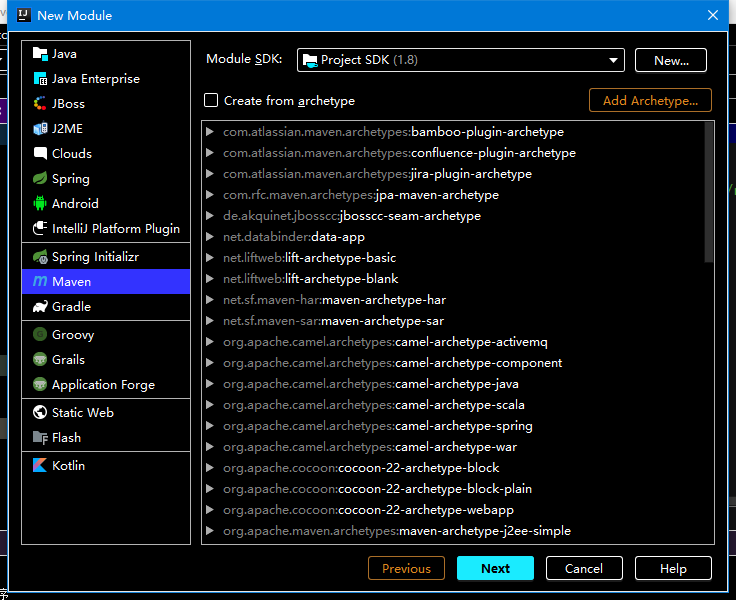 New Module
Java
Java Enterprise
JBoss
J2ME
Clouds
Spring
Android
IntelliJ Platform Plugin
Spring Initializr
Maven
Gradle
Groovy
Grails
Application Forge
Static Web
Flash
Kotlin
Module SDK: Project SDK (1.8) New...
Create from archetype Add Archetype...
com.atlassian.maven.archetypes:bamboo-plugin-archetype
com.atlassian.maven.archetypes:confluence-plugin-archetype
com.atlassian.maven.archetypes:jira-plugin-archetype
com.rfc.maven.archetypes:jpa-maven-archetype
de.akquinet.jbosscc:jbosscc-seam-archetype
net.databinder:data-app
net.liftweb:lift-archetype-basic
net.liftweb:lift-archetype-blank
net.sf.maven-har:maven-archetype-har
net.sf.maven-sar:maven-archetype-sar
org.apache.camel.archetypes:camel-archetype-activemq
org.apache.camel.archetypes:camel-archetype-component
org.apache.camel.archetypes:camel-archetype-java
org.apache.camel.archetypes:camel-archetype-scala
org.apache.camel.archetypes:camel-archetype-spring
org.apache.camel.archetypes:camel-archetype-war
org.apache.cocoon:cocoon-22-archetype-block
org.apache.cocoon:cocoon-22-archetype-block-plain
org.apache.cocoon:cocoon-22-archetype-webapp
org.apache.maven.archetypes:maven-archetype-j2ee-simple
Previous Next Cancel Help